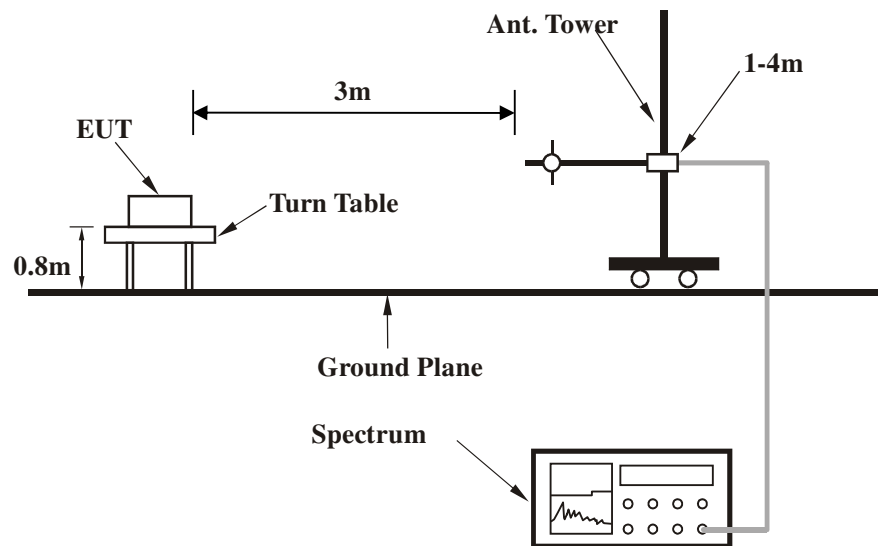 Ant. Tower
1-4m
3m
EUT
Turn Table
0.8m
Ground Plane
Spectrum